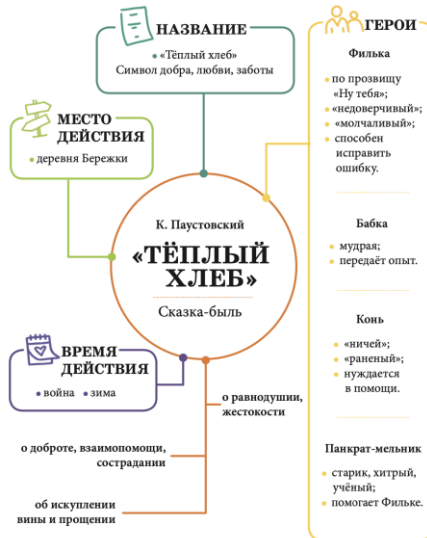 НАЗВАНИЕ
• «Тёплый хлеб»
Символ добра, любви, заботы
МЕСТО
ДЕЙСТВИЯ
• деревня Бережки
К. Паустовский
«ТЁПЛЫЙ
ХЛЕБ»
Сказка-быль
ВРЕМЯ
ДЕЙСТВИЯ
• война • зима
о равнодушии,
жестокости
о доброте, взаимопомощи,
сострадании
об искуплении
вины и прощении
ГЕРОИ
Филька
• по прозвищу
«Ну тебя»;
• «недоверчивый»;
• «молчаливый»;
• способен
исправить
ошибку.
Бабка
• мудрая;
• передаёт опыт.
Конь
• «ничей»;
• «раненый»;
• нуждается
в помощи.
Панкрат-мельник
• старик, хитрый,
учёный;
• помогает Фильке.